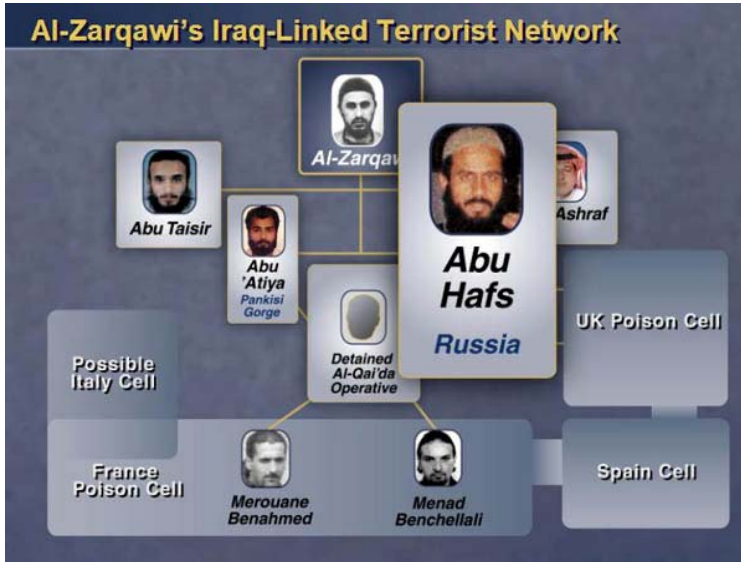 Al-Zarqawi's Iraq-Linked Terrorist Network
Al-Zarqaw
Abu Taisir
Ashraf
Abu
'Atiya
Pankisi
Gorge
Abu
Hafs
Russia
Detained
Al-Qai'da
Operative
UK Poison Cell
Possible
Italy Cell
France
Poison Cell
Merouane
Benahmed
Menad
Benchellali
Spain Cell